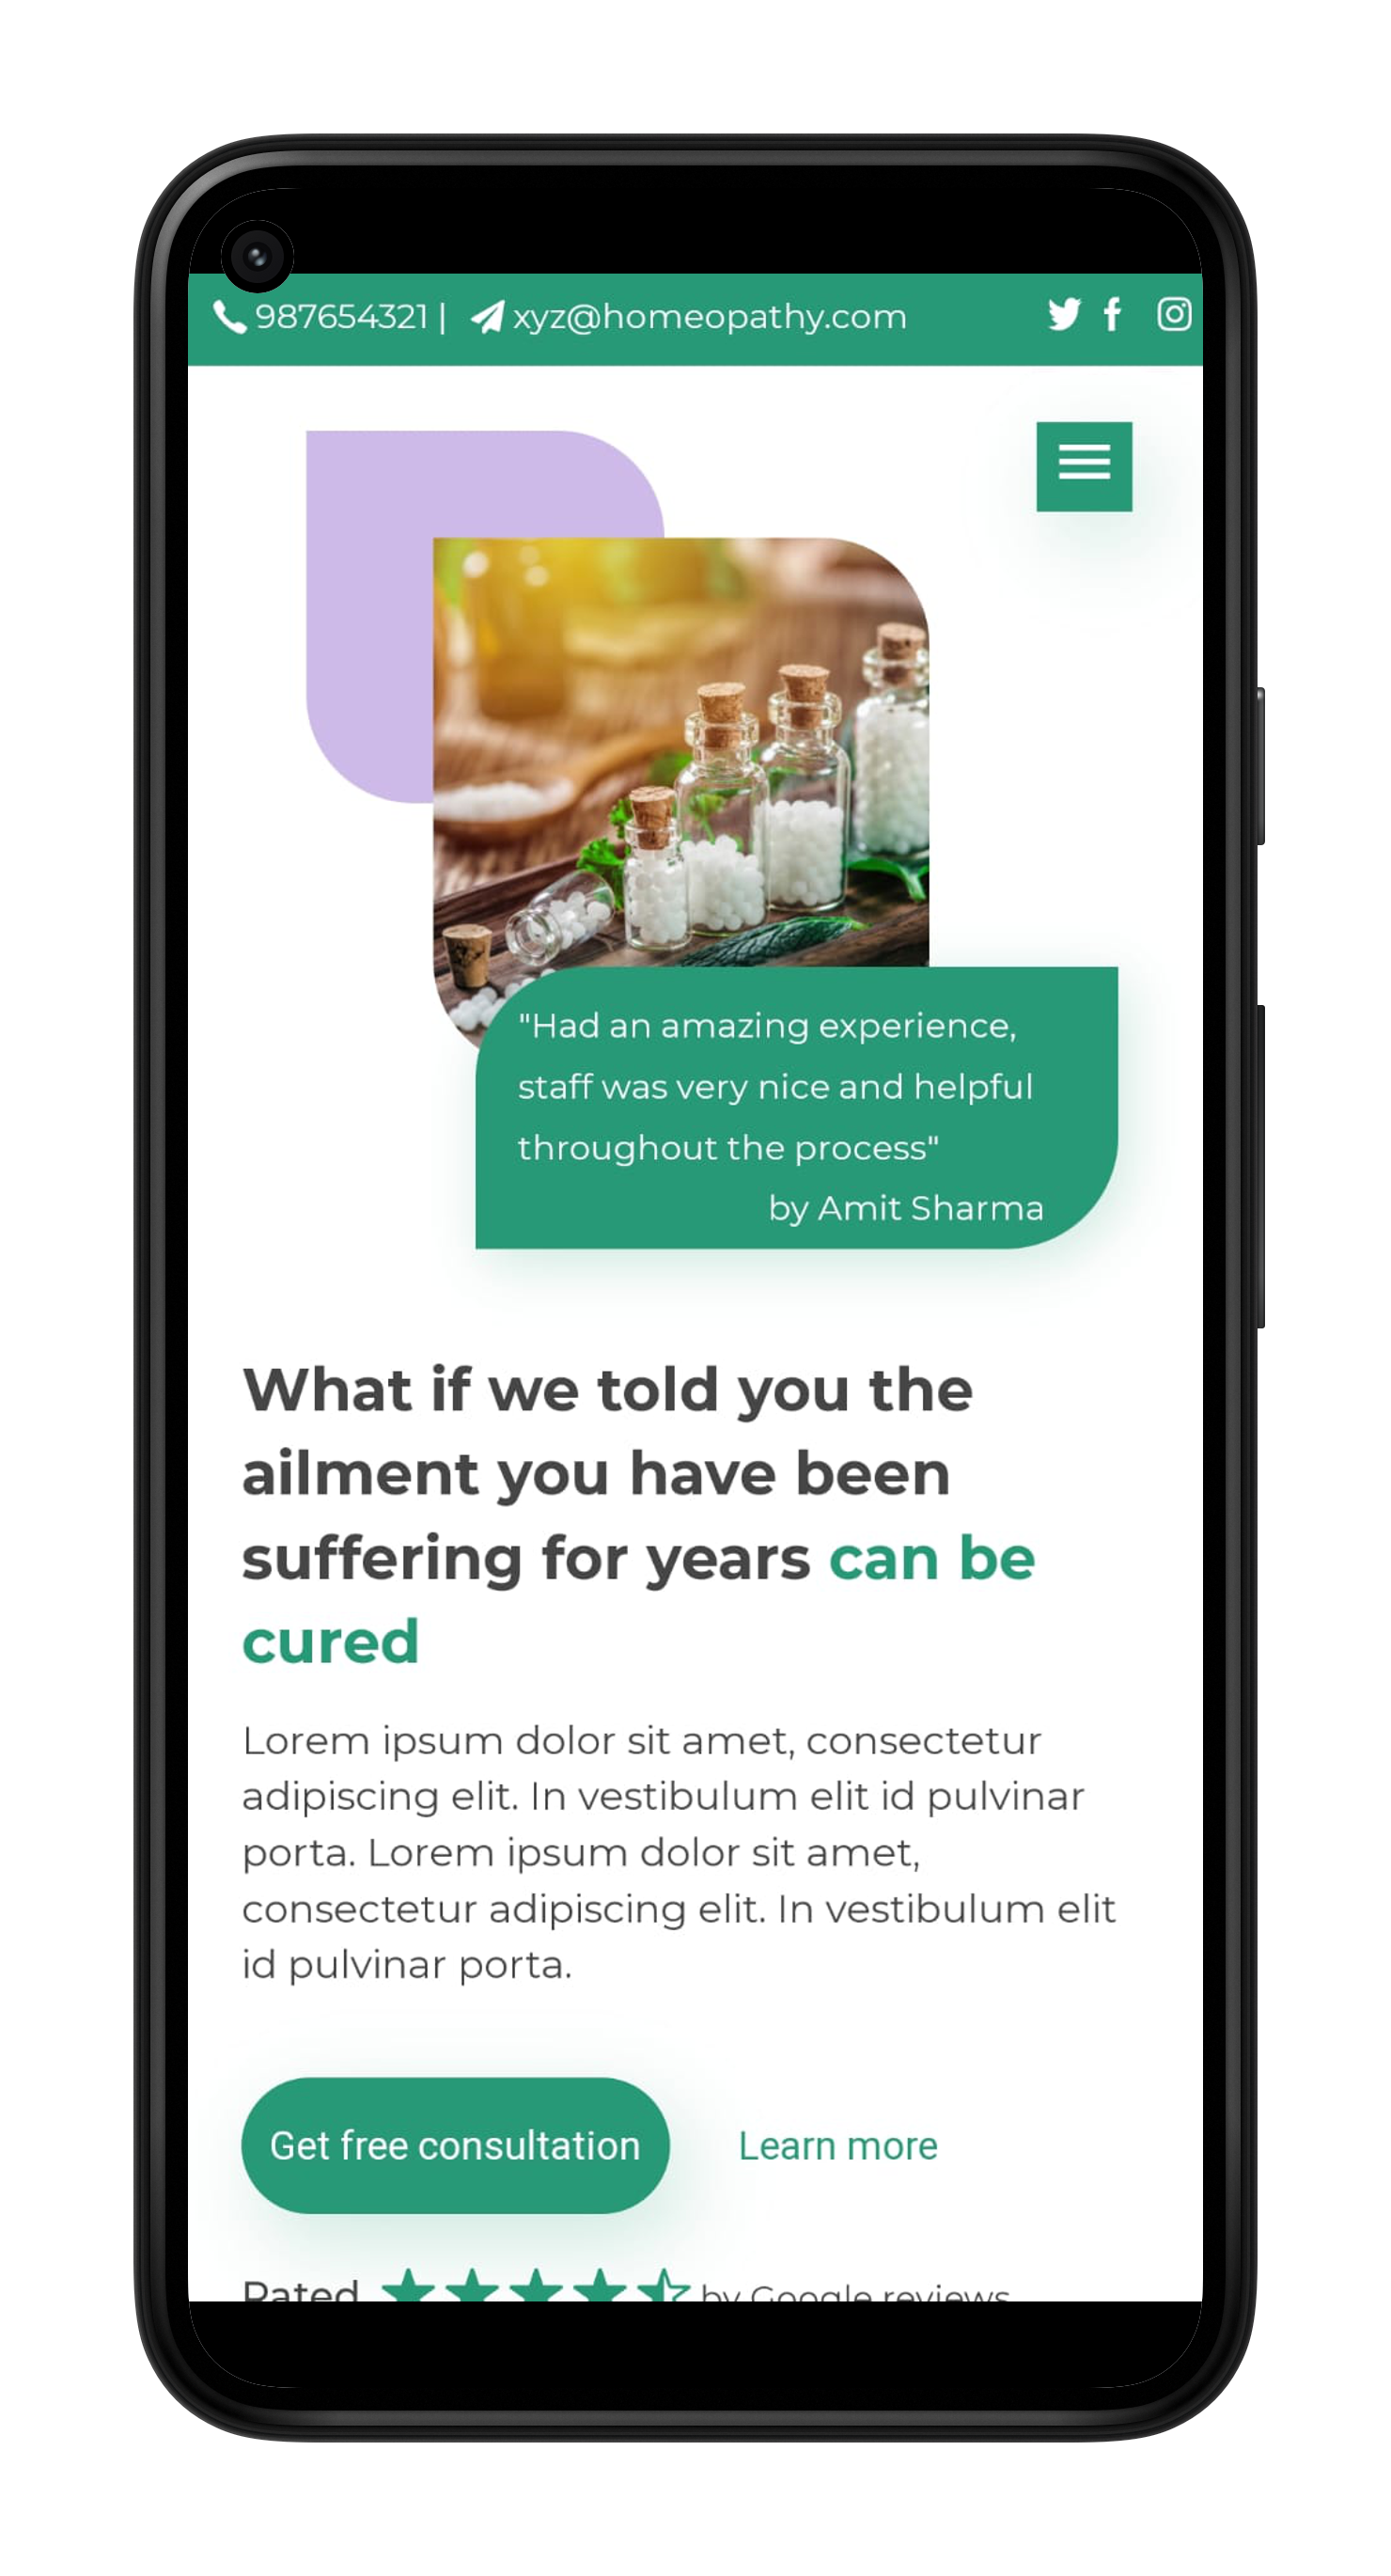 987654321 | xyz@homeopathy.com
"Had an amazing experience,
staff was very nice and helpful
throughout the process"
by Amit Sharma
What if we told you the
ailment you have been
suffering for years can be
cured
Lorem ipsum dolor sit amet, consectetur
adipiscing elit. In vestibulum elit id pulvinar
porta. Lorem ipsum dolor sit amet,
consectetur adipiscing elit. In vestibulum elit
id pulvinar porta.
Get free consultation
Learn more
Rated by Google reviews